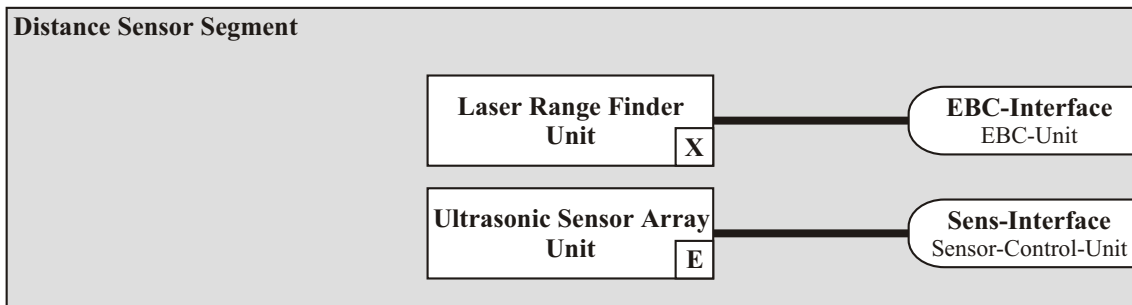 Distance Sensor Segment
Laser Range Finder
Unit
X
EBC-Interface
EBC-Unit
Ultrasonic Sensor Array
Unit
E
Sens-Interface
Sensor-Control-Unit